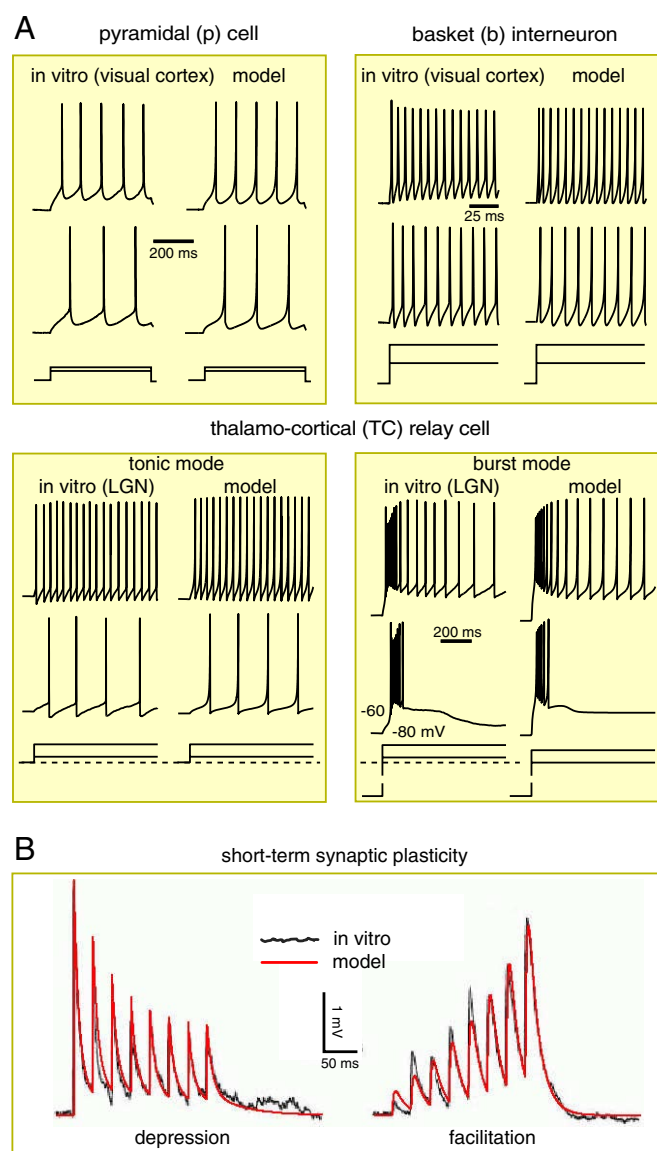 A
pyramidal (p) cell
basket (b) interneuron
in vitro (visual cortex)
model
in vitro (visual cortex)
model
25 ms
200 ms
thalamo-cortical (TC) relay cell
tonic mode
in vitro (LGN)
model
burst mode
in vitro (LGN)
model
200 ms
-60
-80 mV
B
short-term synaptic plasticity
in vitro
model
1 mV
50 ms
depression
facilitation